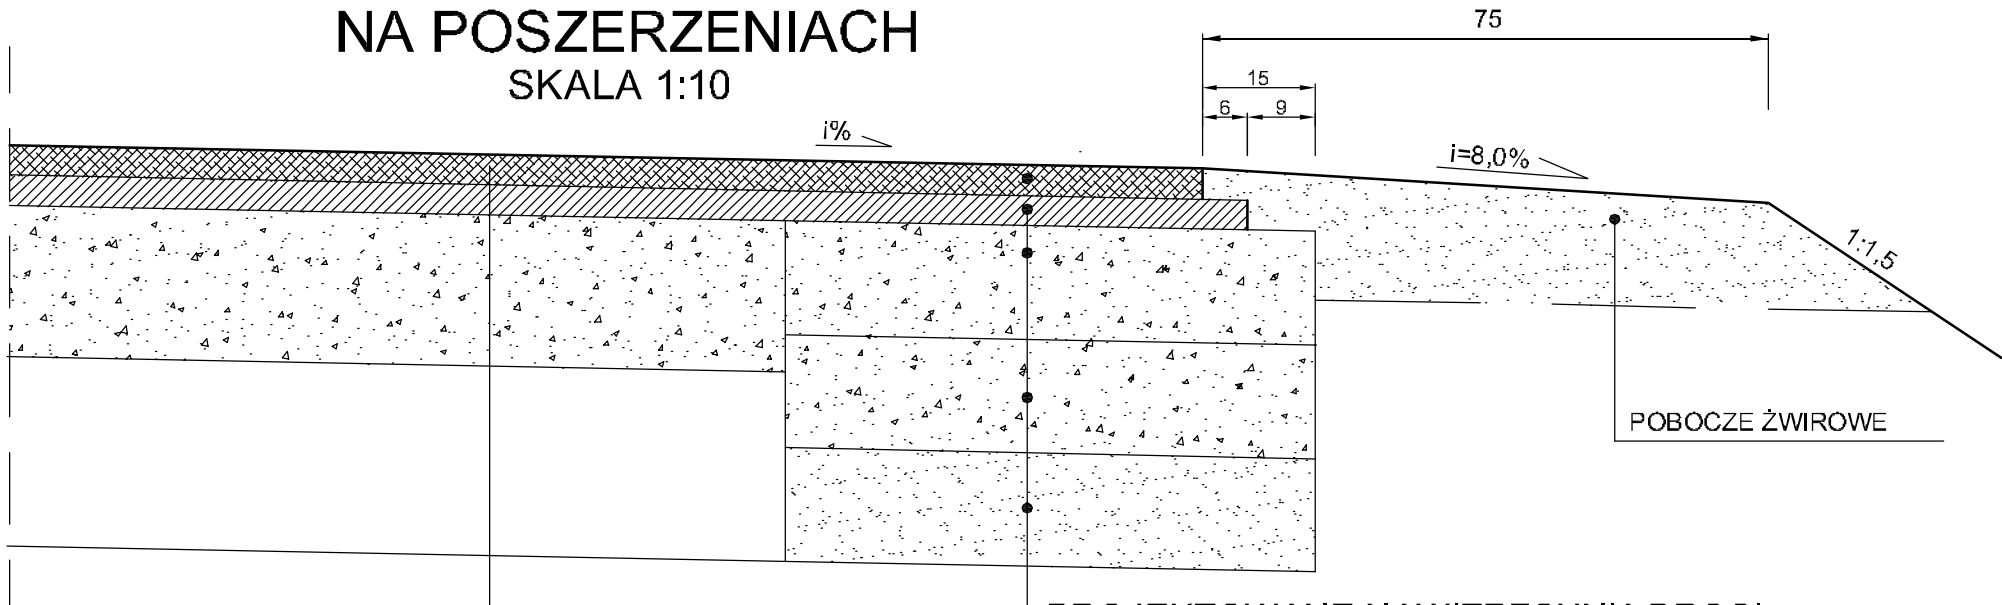 NA POSZERZENIACH
SKALA 1:10
75
15
6 9
i%
i=8,0%
1:1,5
POBOCZE ŻWIROWE